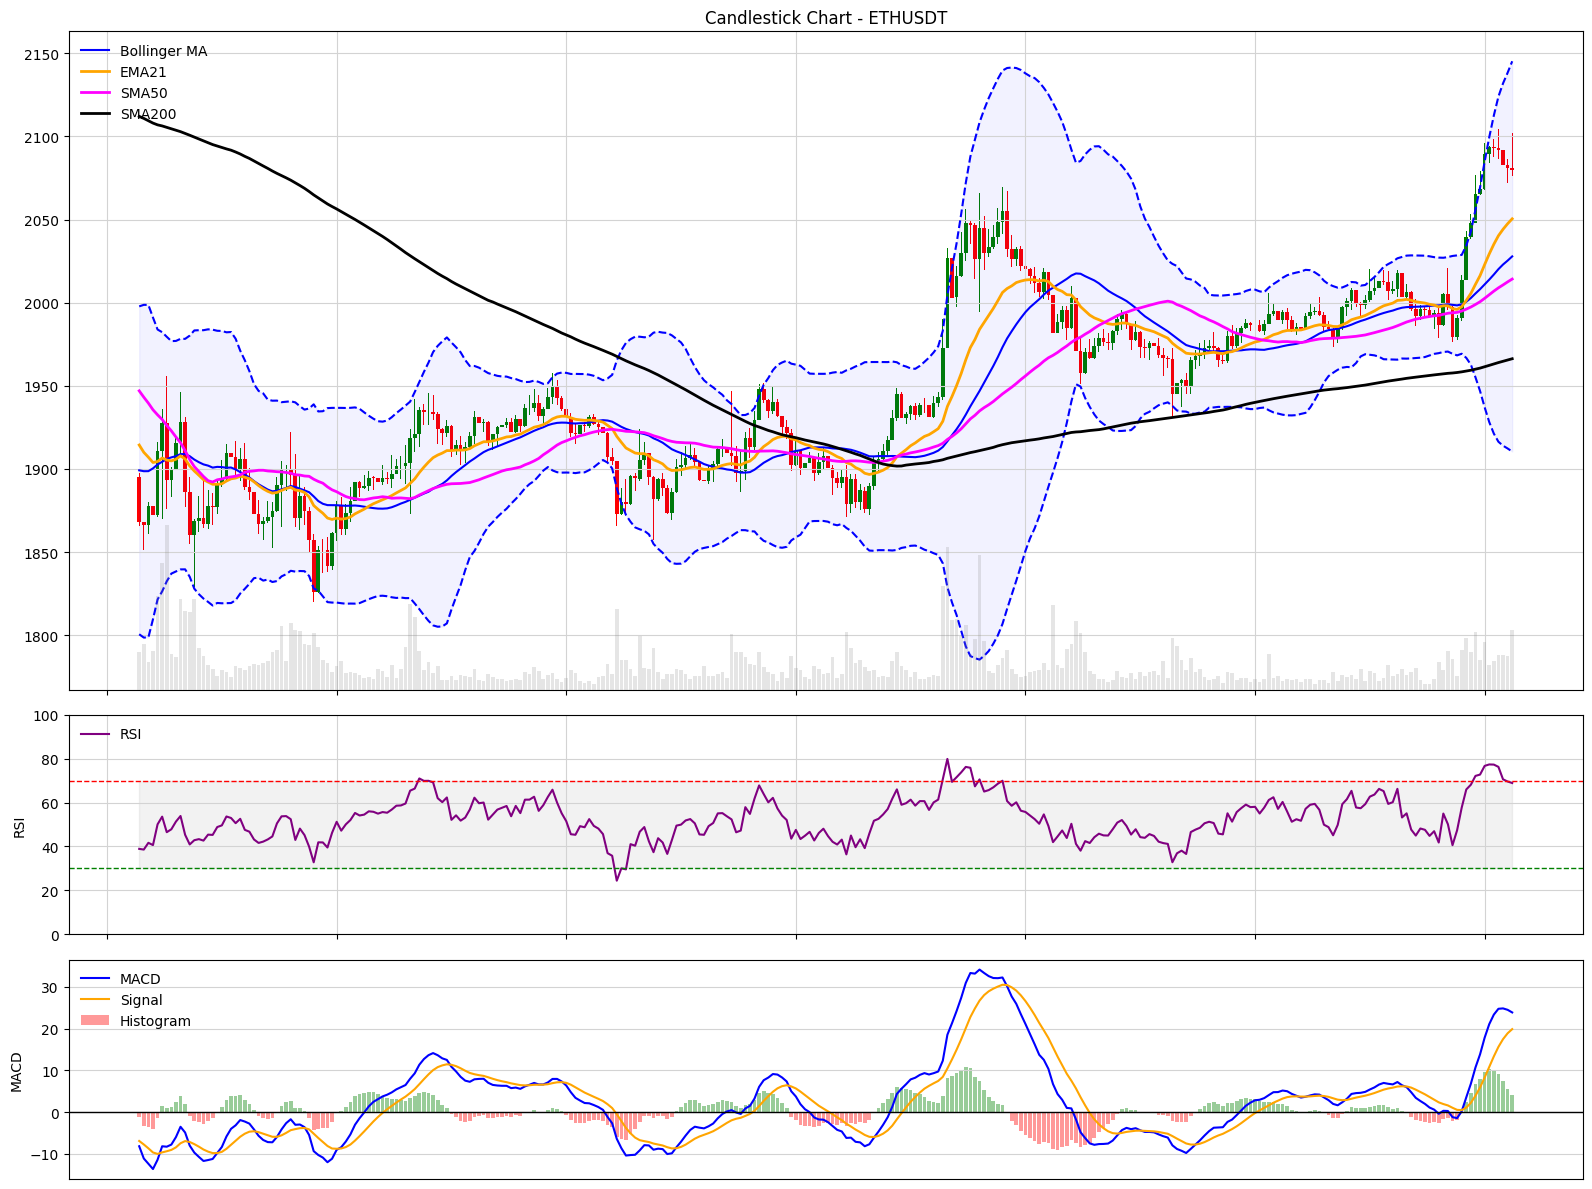 Candlestick Chart - ETHUSDT
Bollinger MA
EMA21
SMA50
SMA200
2150
2100
2050
2000
1950
1900
1850
1800
RSI
RSI
100
80
60
40
20
0
MACD
Signal
Histogram
MACD
30
20
10
0
−10